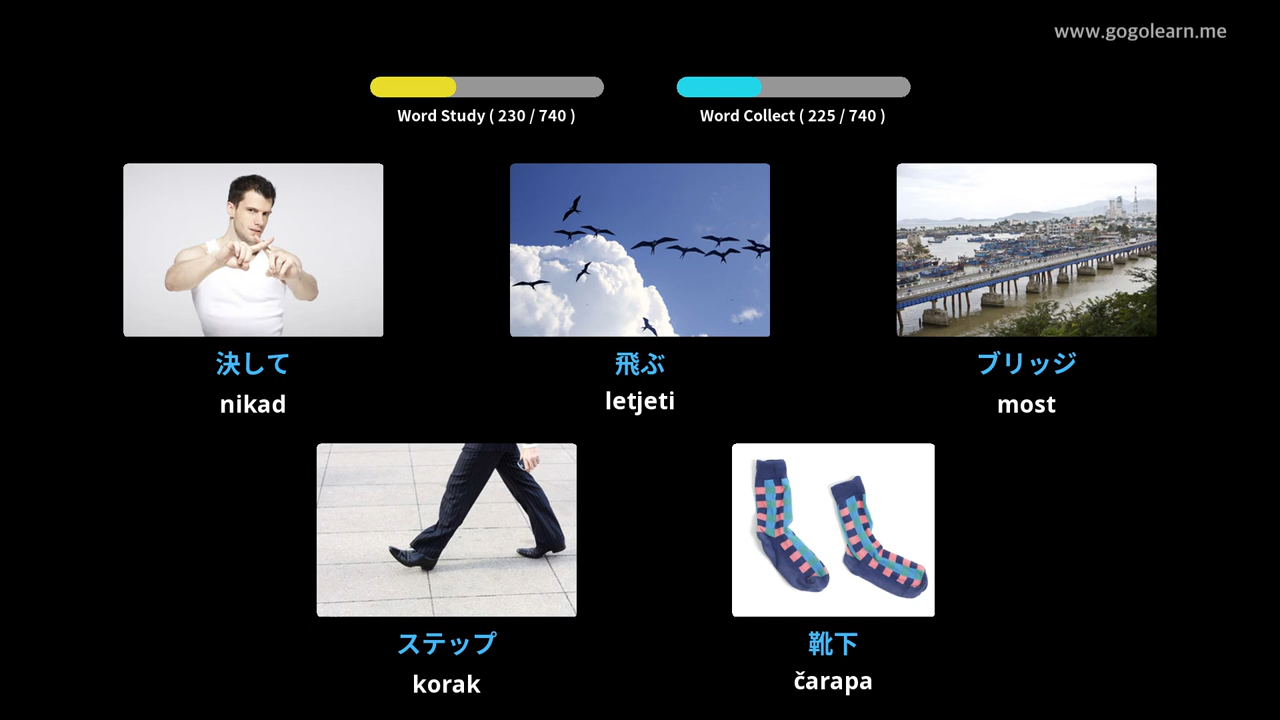 www.gogolearn.me
Word Study ( 230 / 740 )
Word Collect ( 225 / 740 )
決して
nikad
飛ぶ
letjeti
ブリッジ
most
ステップ
korak
靴下
čarapa